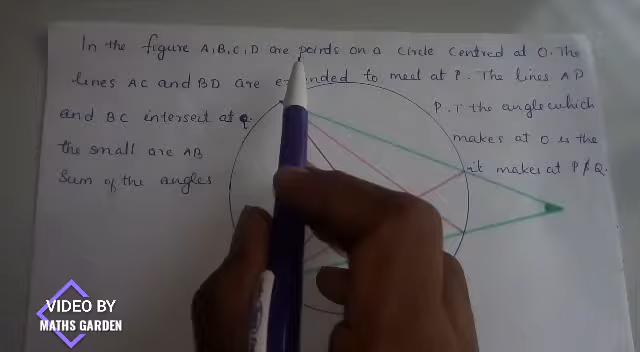 In the figure A,B,C,D are points on a circle centred at O. The
lines AC and BD are extended to meet at P. The lines AD
and BC intersect at Q. P.T the angle which
the small arc AB makes at O is the
Sum of the angles it makes at P & Q.
VIDEO BY
MATHS GARDEN